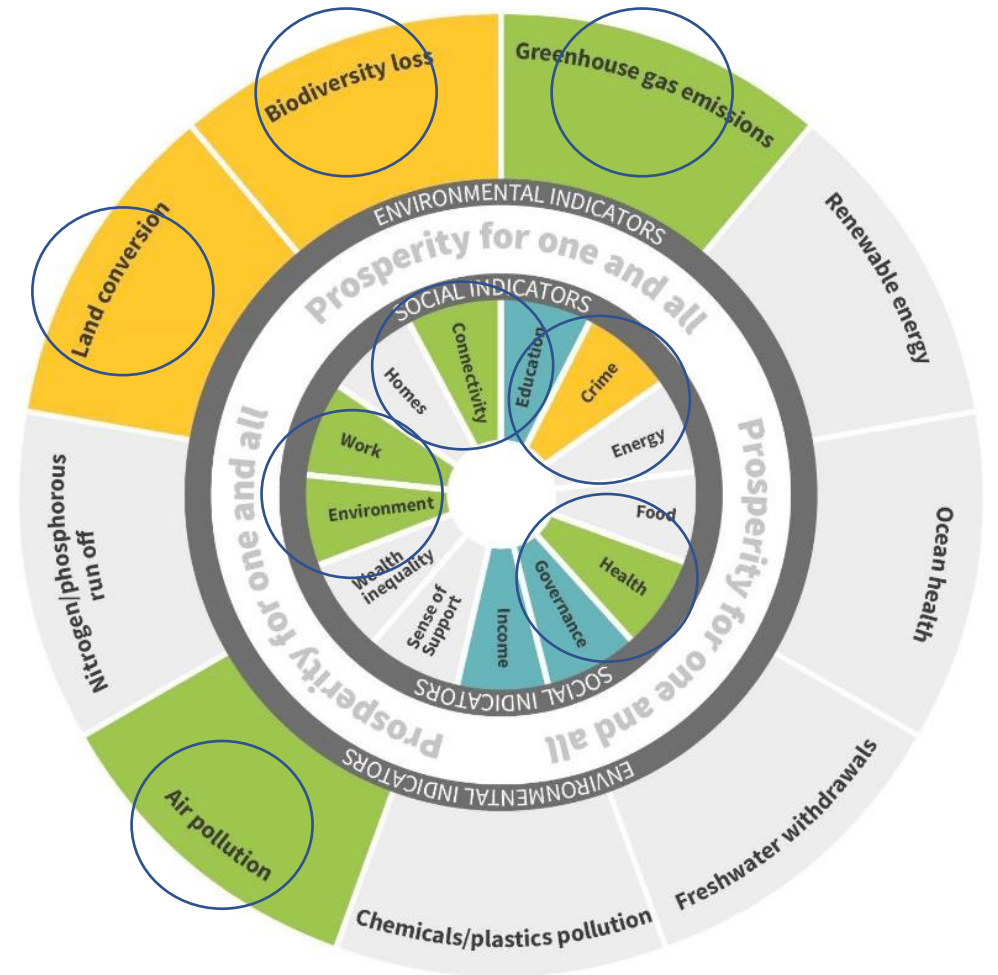 Greenhouse gas emissions
Renewable energy
Ocean health
Freshwater withdrawals
Chemicals/plastics pollution
Air pollution
Nitrogen/phosphorous
run off
Land conversion
Biodiversity loss
ENVIRONMENTAL INDICATORS
ENVIRONMENTAL INDICATORS
Prosperity for one and all
Prosperity for one and all
Prosperity for one and all
SOCIAL INDICATORS
SOCIAL INDICATORS
Education
Crime
Energy
Food
Health
Governance
Income
Sense of
Support
Wealth
inequality
Environment
Work
Homes
Connectivity